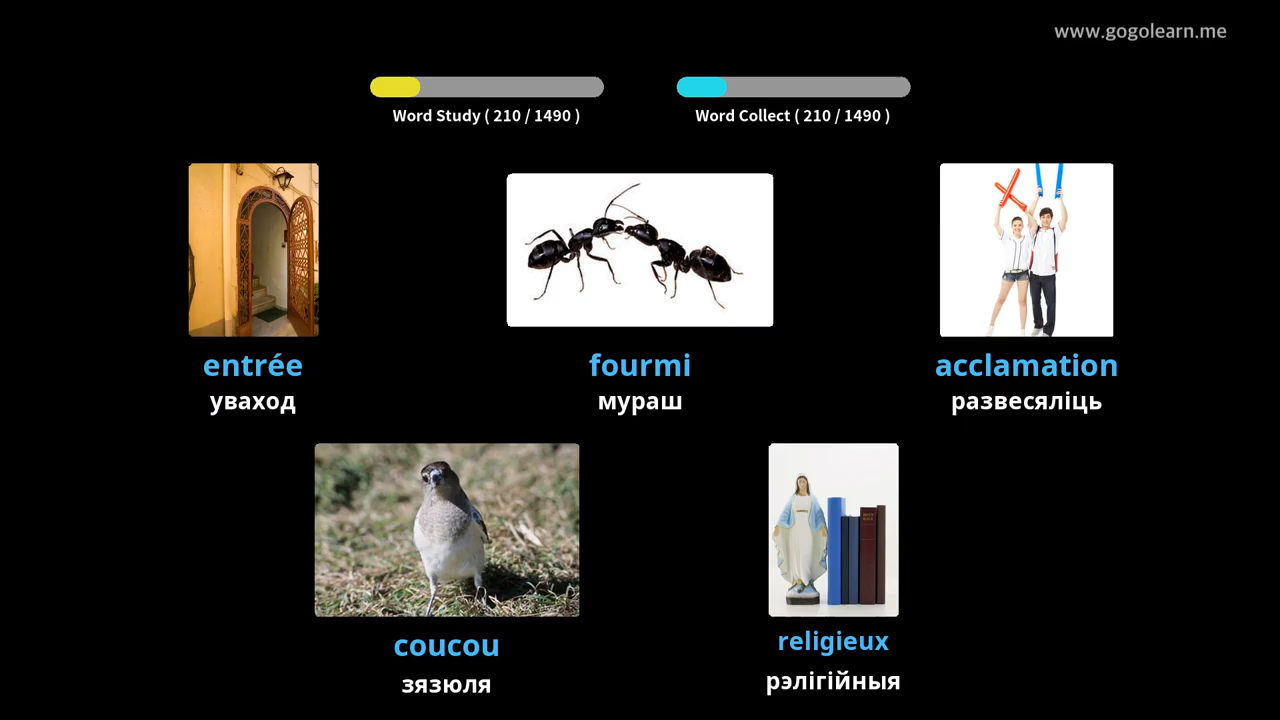 www.gogolearn.me
Word Study ( 210 / 1490 )
Word Collect ( 210 / 1490 )
entrée
уваход
fourmi
мураш
acclamation
развесяліць
coucou
зязюля
religieux
рэлігійныя